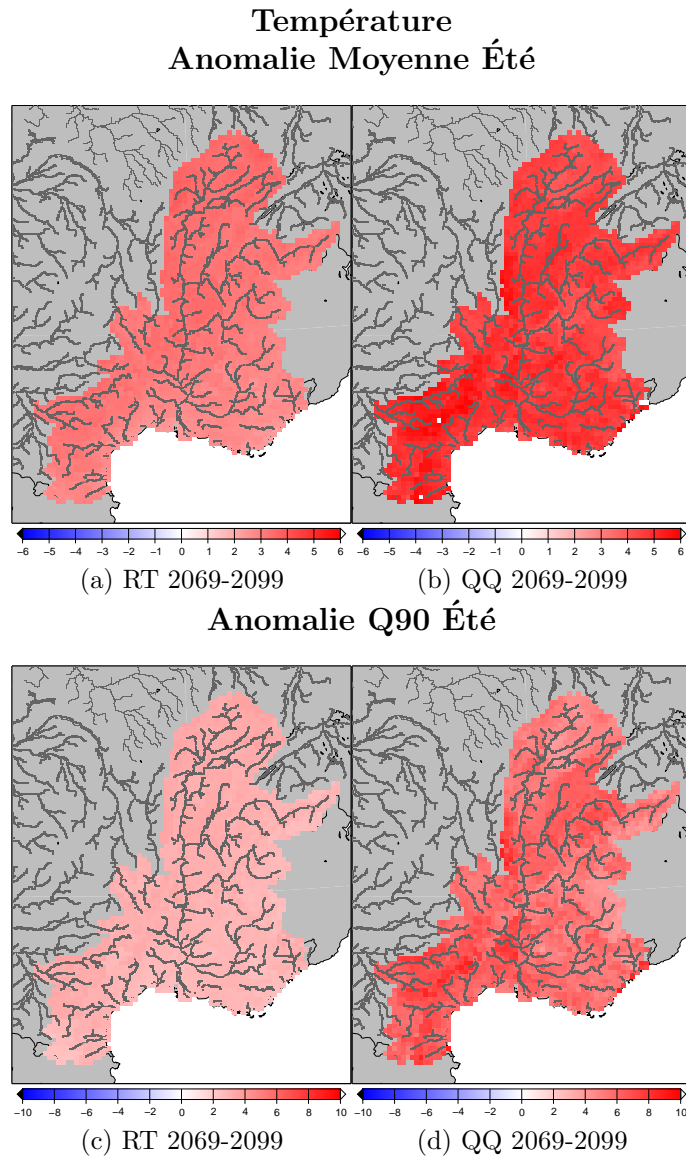 Température
Anomalie Moyenne Été
−6 −5 −4 −3 −2 −1 0 1 2 3 4 5 6
−6 −5 −4 −3 −2 −1 0 1 2 3 4 5 6
(a) RT 2069-2099
(b) QQ 2069-2099
Anomalie Q90 Été
−10 −8 −6 −4 −2 0 2 4 6 8 10
−10 −8 −6 −4 −2 0 2 4 6 8 10
(c) RT 2069-2099
(d) QQ 2069-2099